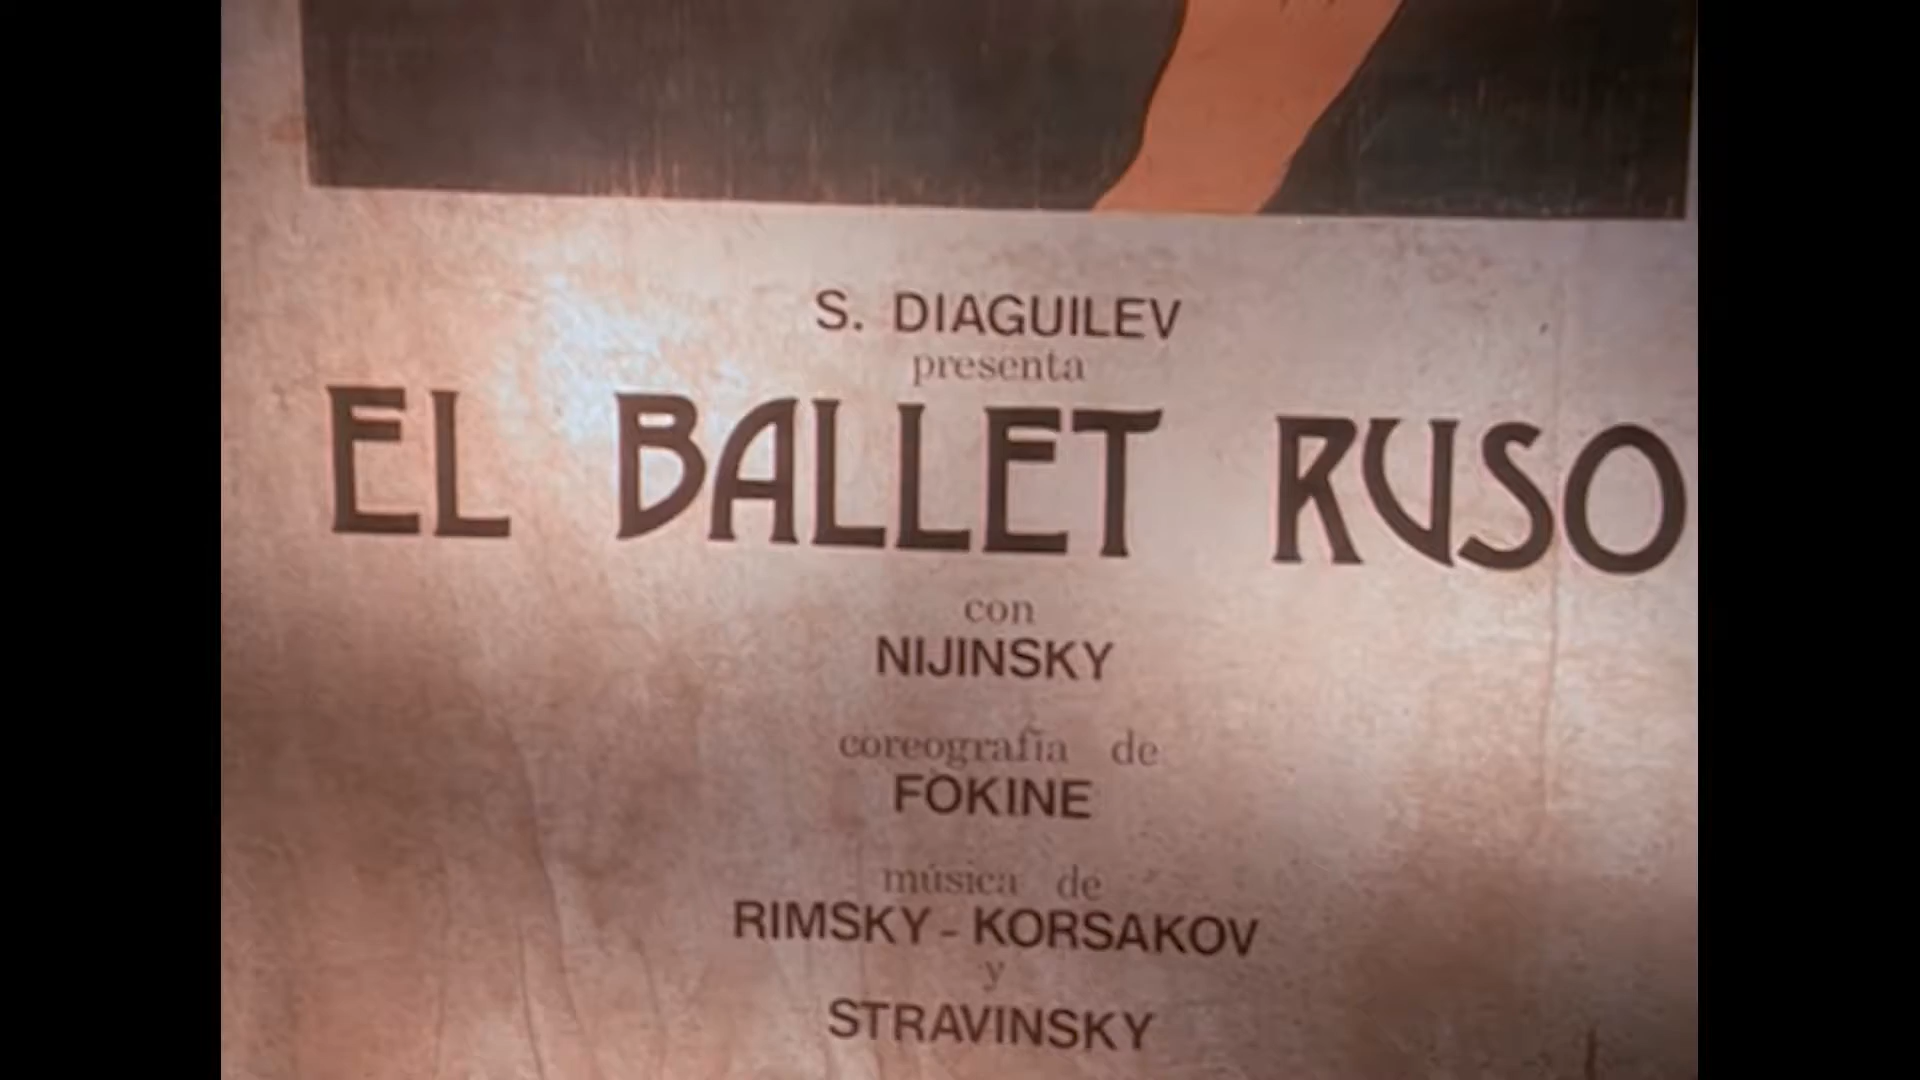 S. DIAGUILEV
presenta
EL BALLET RUSO
con
NIJINSKY
coreografía de
FOKINE
música de
RIMSKY-KORSAKOV
y
STRAVINSKY